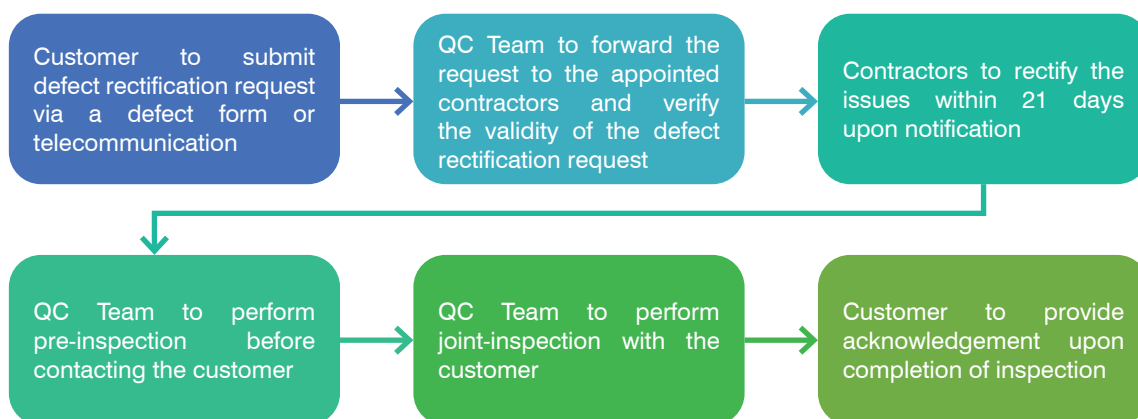 Customer to submit
defect rectification request
via a defect form or
telecommunication
QC Team to forward the
request to the appointed
contractors and verify
the validity of the defect
rectification request
Contractors to rectify the
issues within 21 days
upon notification
QC Team to perform
pre-inspection before
contacting the customer
QC Team to perform
joint-inspection with the
customer
Customer to provide
acknowledgement upon
completion of inspection